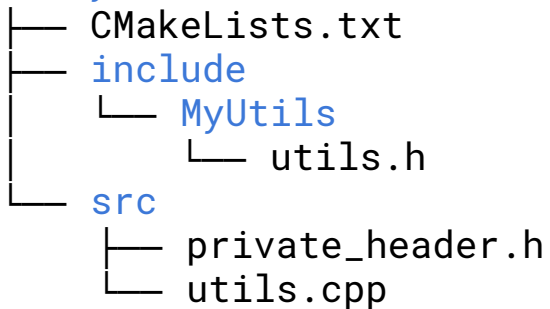 ├── CMakeLists.txt
├── include
│   └── MyUtils
│       └── utils.h
└── src
    ├── private_header.h
    └── utils.cpp